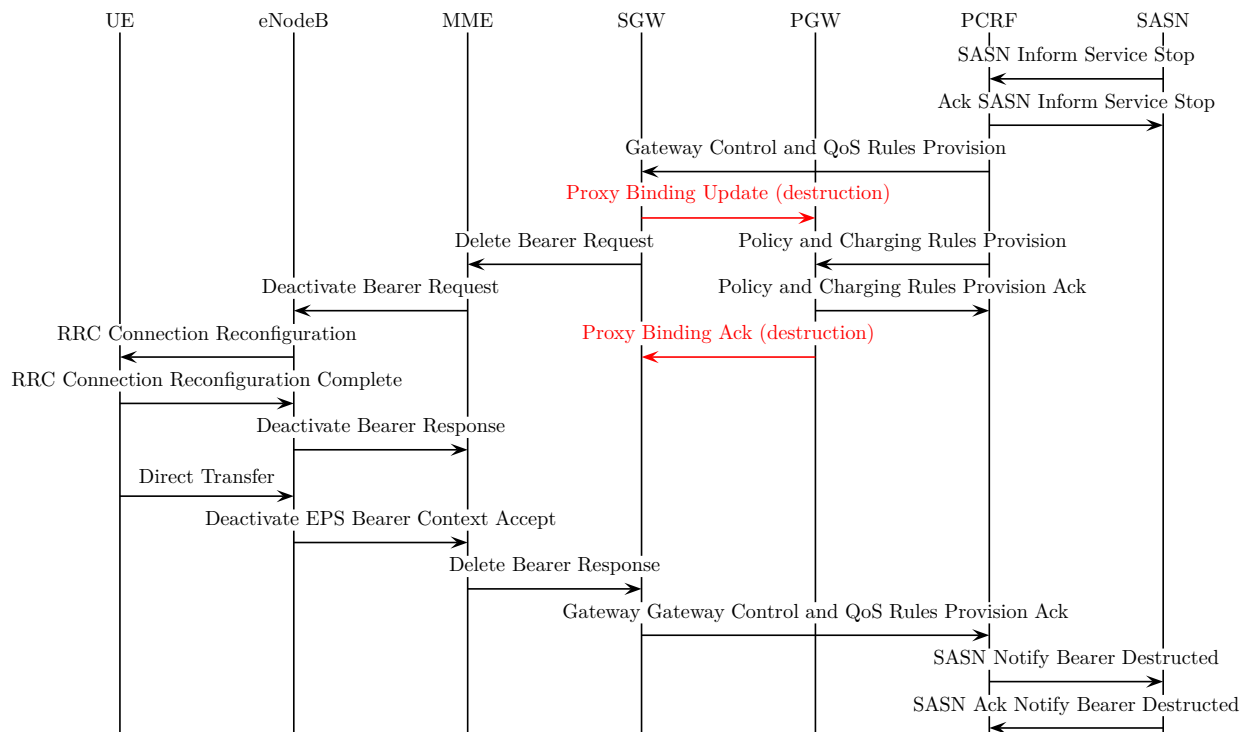 UE eNodeB MME SGW PGW PCRF SASN
SASN Inform Service Stop
Ack SASN Inform Service Stop
Gateway Control and QoS Rules Provision
Proxy Binding Update (destruction)
Delete Bearer Request Policy and Charging Rules Provision
Deactivate Bearer Request Policy and Charging Rules Provision Ack
RRC Connection Reconfiguration Proxy Binding Ack (destruction)
RRC Connection Reconfiguration Complete
Deactivate Bearer Response
Direct Transfer
Deactivate EPS Bearer Context Accept
Delete Bearer Response
Gateway Gateway Control and QoS Rules Provision Ack
SASN Notify Bearer Destructed
SASN Ack Notify Bearer Destructed